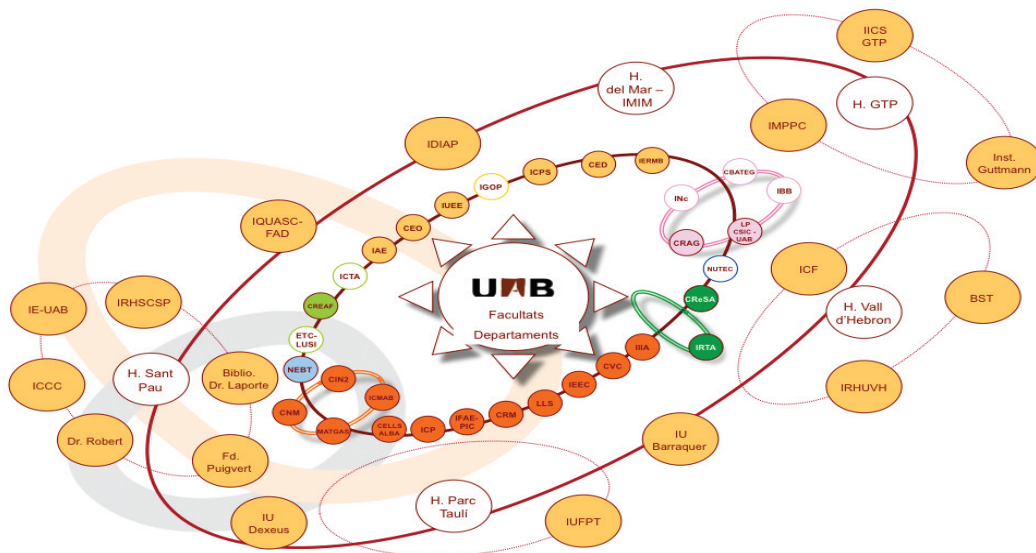 IICS
GTP
H.
del Mar –
IMIM
H. GTP
IMPPC
IDIAP
Inst.
Guttmann
CED
IERMB
ICPS
CBATEG
IGOP
INc
IBB
IUEE
IQUASC-
FAD
CEO
LP
CSIC -
UAB
IAE
CRAG
ICTA
NUTEC
ICF
UAB
Facultats
Departaments
CREAF
CReSA
IE-UAB
IRHSCSP
BST
H. Vall
d'Hebron
ETC-
LUSI
IIIA
IRTA
NEBT
CVC
H. Sant
Pau
Biblio.
Dr. Laporte
CIN2
IEEC
ICCC
IRHUVH
ICMAB
LLS
CNM
CRM
IFAE-
PIC
MATGAS
CELLS
ALBA
ICP
Dr. Robert
IU
Barraquer
Fd.
Puigvert
H. Parc
Taulí
IU
Dexeus
IUFPT